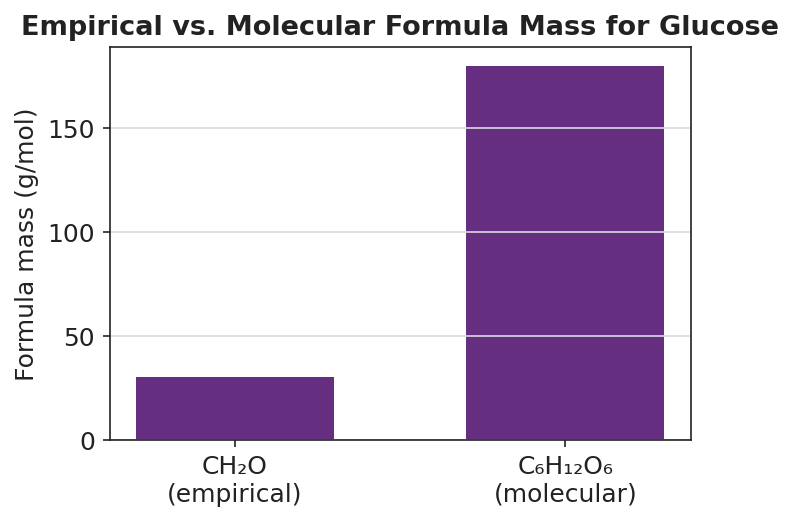 Empirical vs. Molecular Formula Mass for Glucose
Formula mass (g/mol)
150
100
50
0
CH₂O
(empirical)
C₆H₁₂O₆
(molecular)